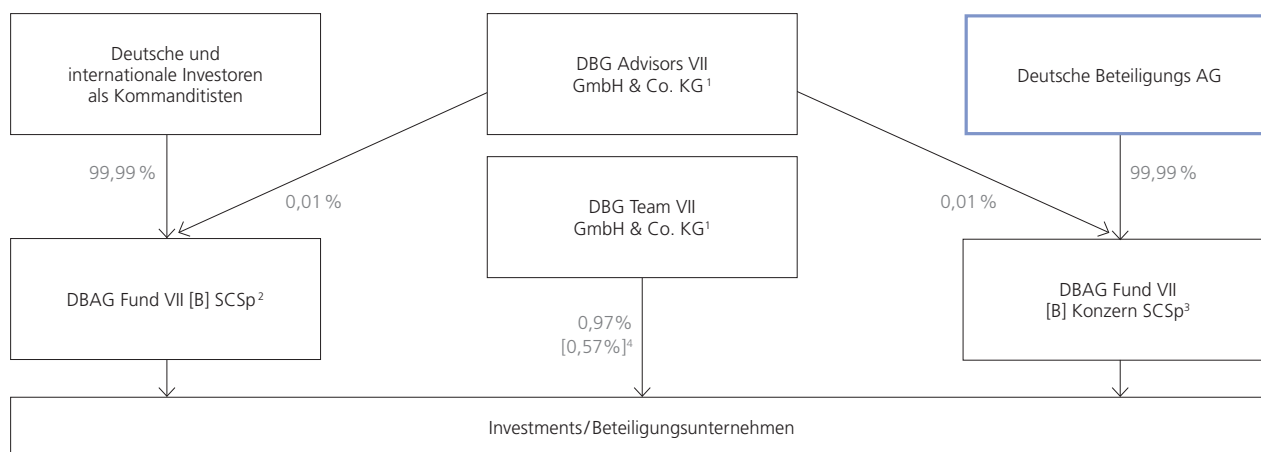 Deutsche und
internationale Investoren
als Kommanditisten
DBG Advisors VII
GmbH & Co. KG¹
Deutsche Beteiligungs AG
99,99 %
0,01 %
DBG Team VII
GmbH & Co. KG¹
0,01 %
99,99 %
DBAG Fund VII [B] SCSp²
0,97%
[0,57%]⁴
DBAG Fund VII
[B] Konzern SCSp³
Investments/Beteiligungsunternehmen